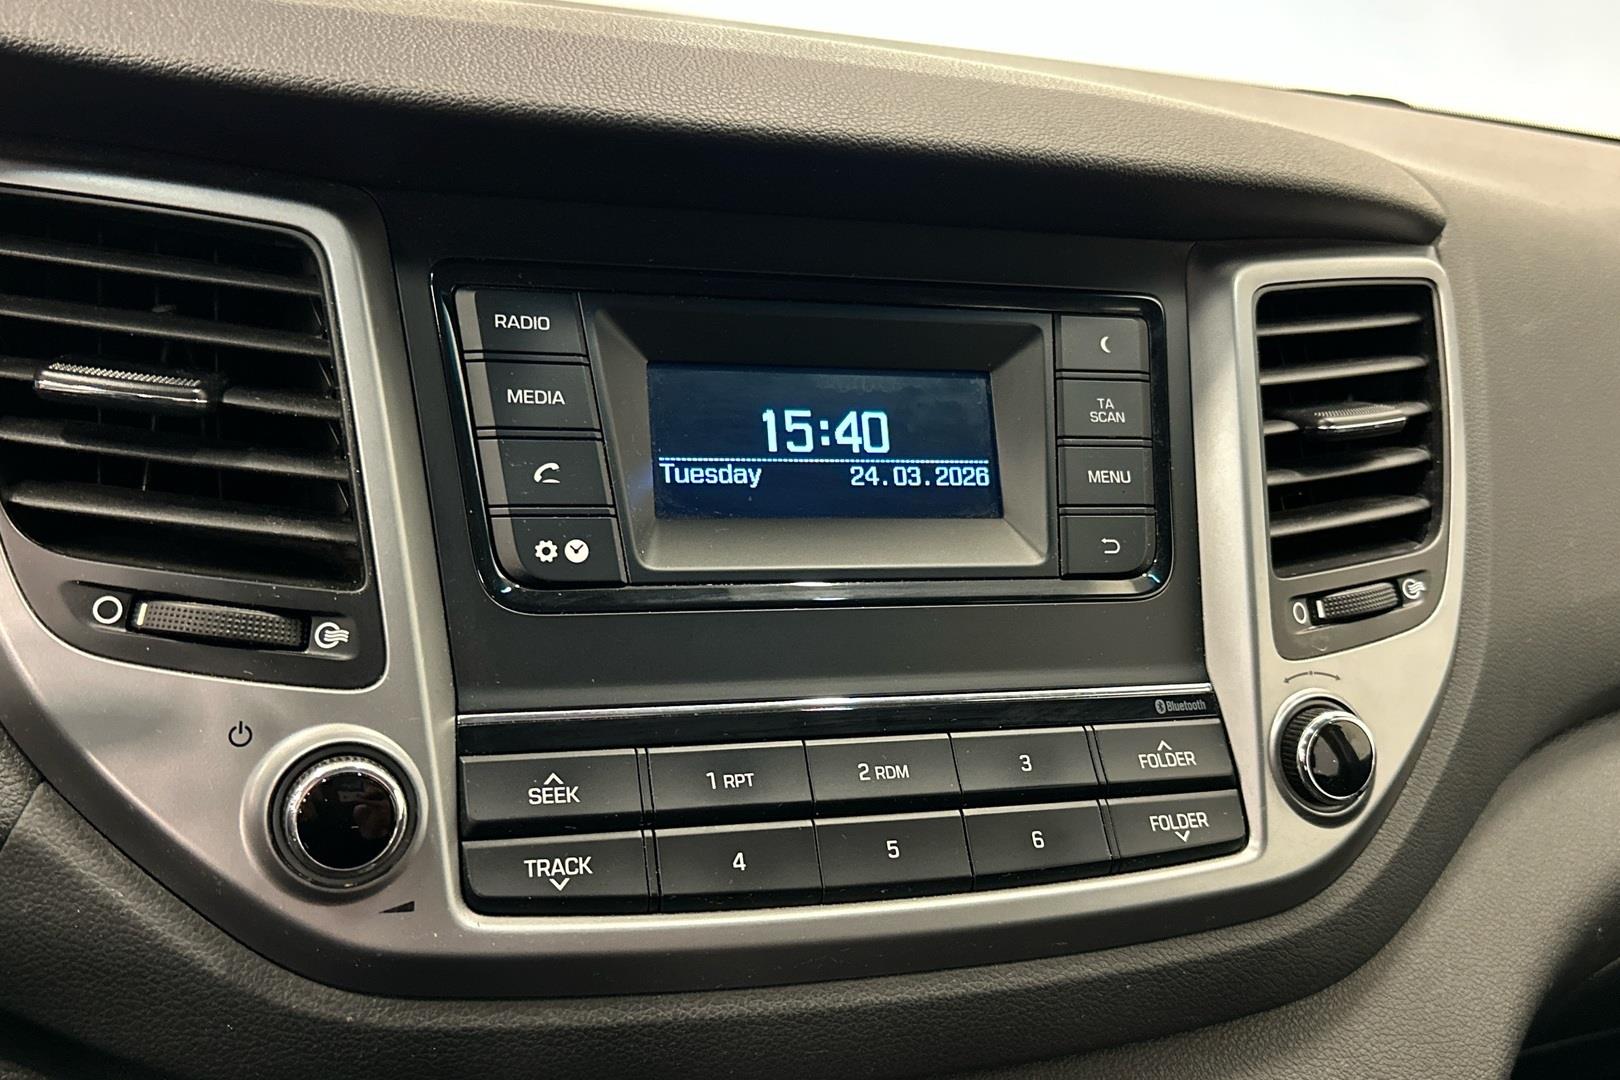 RADIO
MEDIA
15:40
Tuesday 24.03.2026
TA
SCAN
MENU
Bluetooth
SEEK
1 RPT
2 RDM
3
FOLDER
TRACK
4
5
6
FOLDER